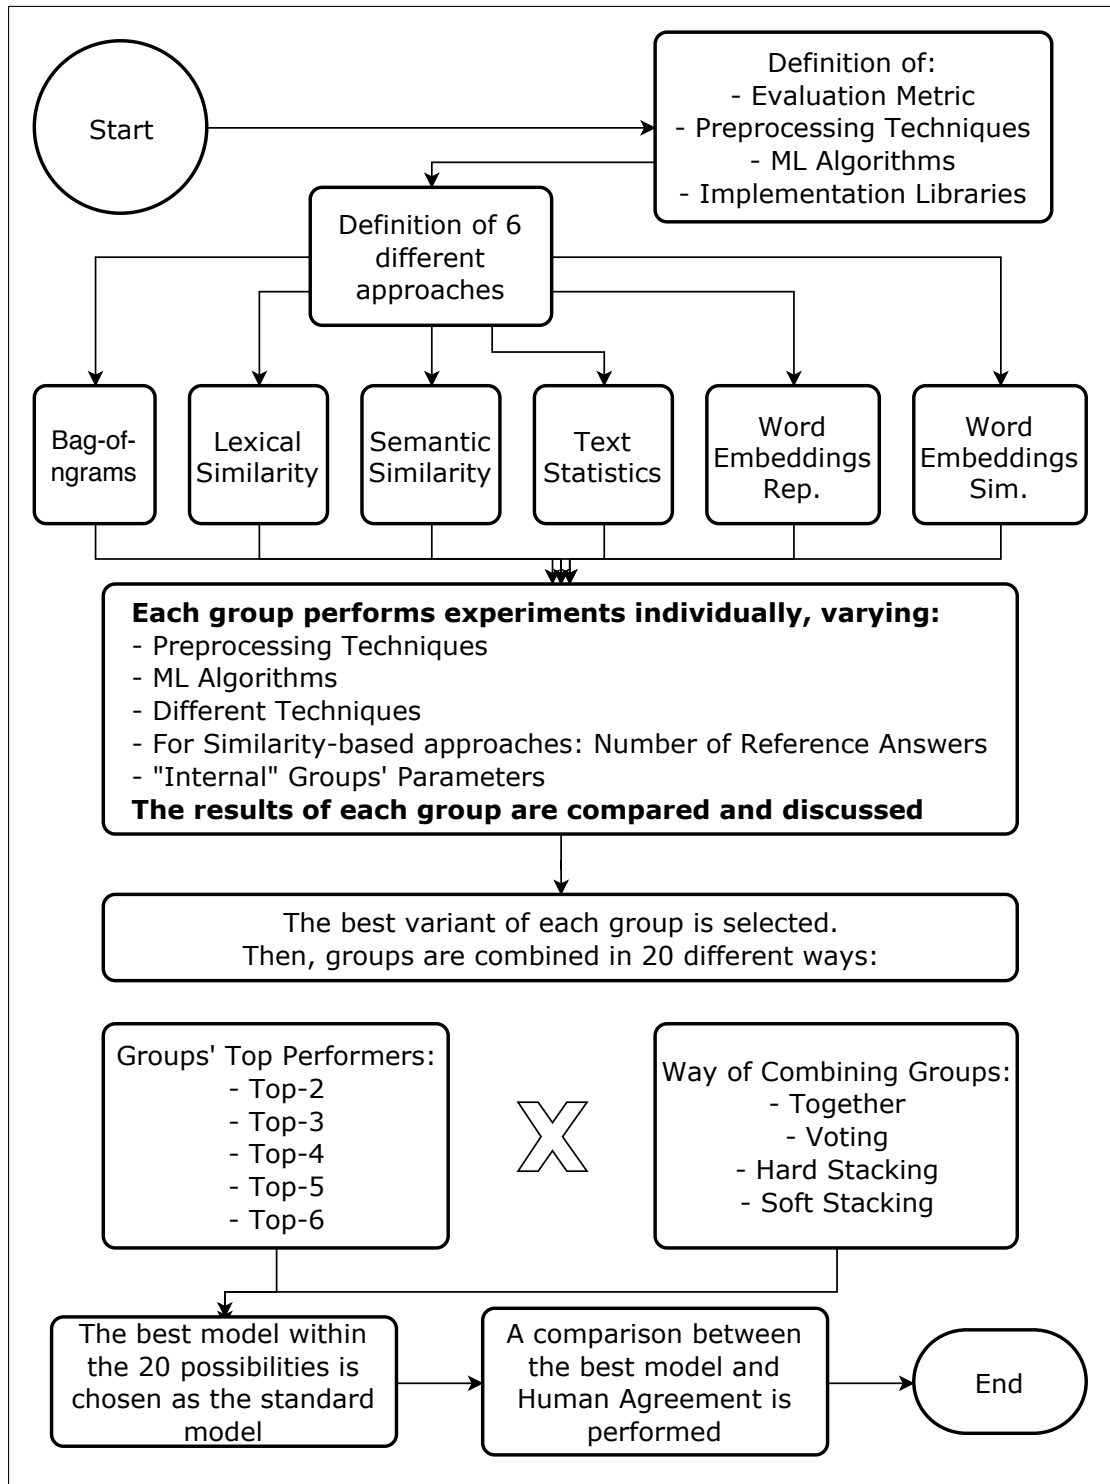 Start
Definition of:
- Evaluation Metric
- Preprocessing Techniques
- ML Algorithms
- Implementation Libraries
Definition of 6
different
approaches
Bag-of-
ngrams
Lexical
Similarity
Semantic
Similarity
Text
Statistics
Word
Embeddings
Rep.
Word
Embeddings
Sim.
Each group performs experiments individually, varying:
- Preprocessing Techniques
- ML Algorithms
- Different Techniques
- For Similarity-based approaches: Number of Reference Answers
- "Internal" Groups' Parameters
The results of each group are compared and discussed
The best variant of each group is selected.
Then, groups are combined in 20 different ways:
Groups' Top Performers:
- Top-2
- Top-3
- Top-4
- Top-5
- Top-6
X
Way of Combining Groups:
- Together
- Voting
- Hard Stacking
- Soft Stacking
The best model within
the 20 possibilities is
chosen as the standard
model
A comparison between
the best model and
Human Agreement is
performed
End